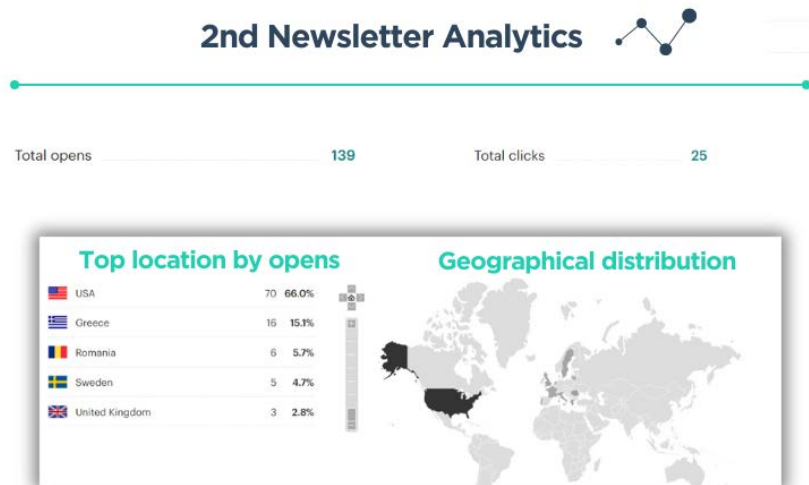 2nd Newsletter Analytics
Total opens 139 Total clicks 25
Top location by opens Geographical distribution
USA 70 66.0%
Greece 16 15.1%
Romania 6 5.7%
Sweden 5 4.7%
United Kingdom 3 2.8%